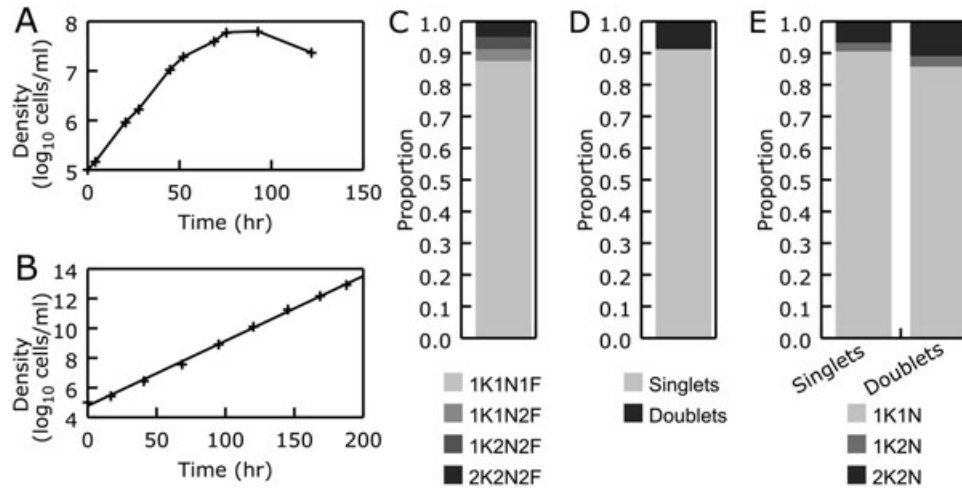 A
Density
(log10 cells/ml)
8
7
6
5
0
50
100
150
Time (hr)
B
Density
(log10 cells/ml)
14
12
10
8
6
4
0
50
100
150
200
Time (hr)
C
Proportion
1.0
0.9
0.8
0.7
0.6
0.5
0.4
0.3
0.2
0.1
0.0
1K1N1F
1K1N2F
1K2N2F
2K2N2F
D
Proportion
1.0
0.9
0.8
0.7
0.6
0.5
0.4
0.3
0.2
0.1
0.0
Singlets
Doublets
E
Proportion
1.0
0.9
0.8
0.7
0.6
0.5
0.4
0.3
0.2
0.1
0.0
Singlets
Doublets
1K1N
1K2N
2K2N